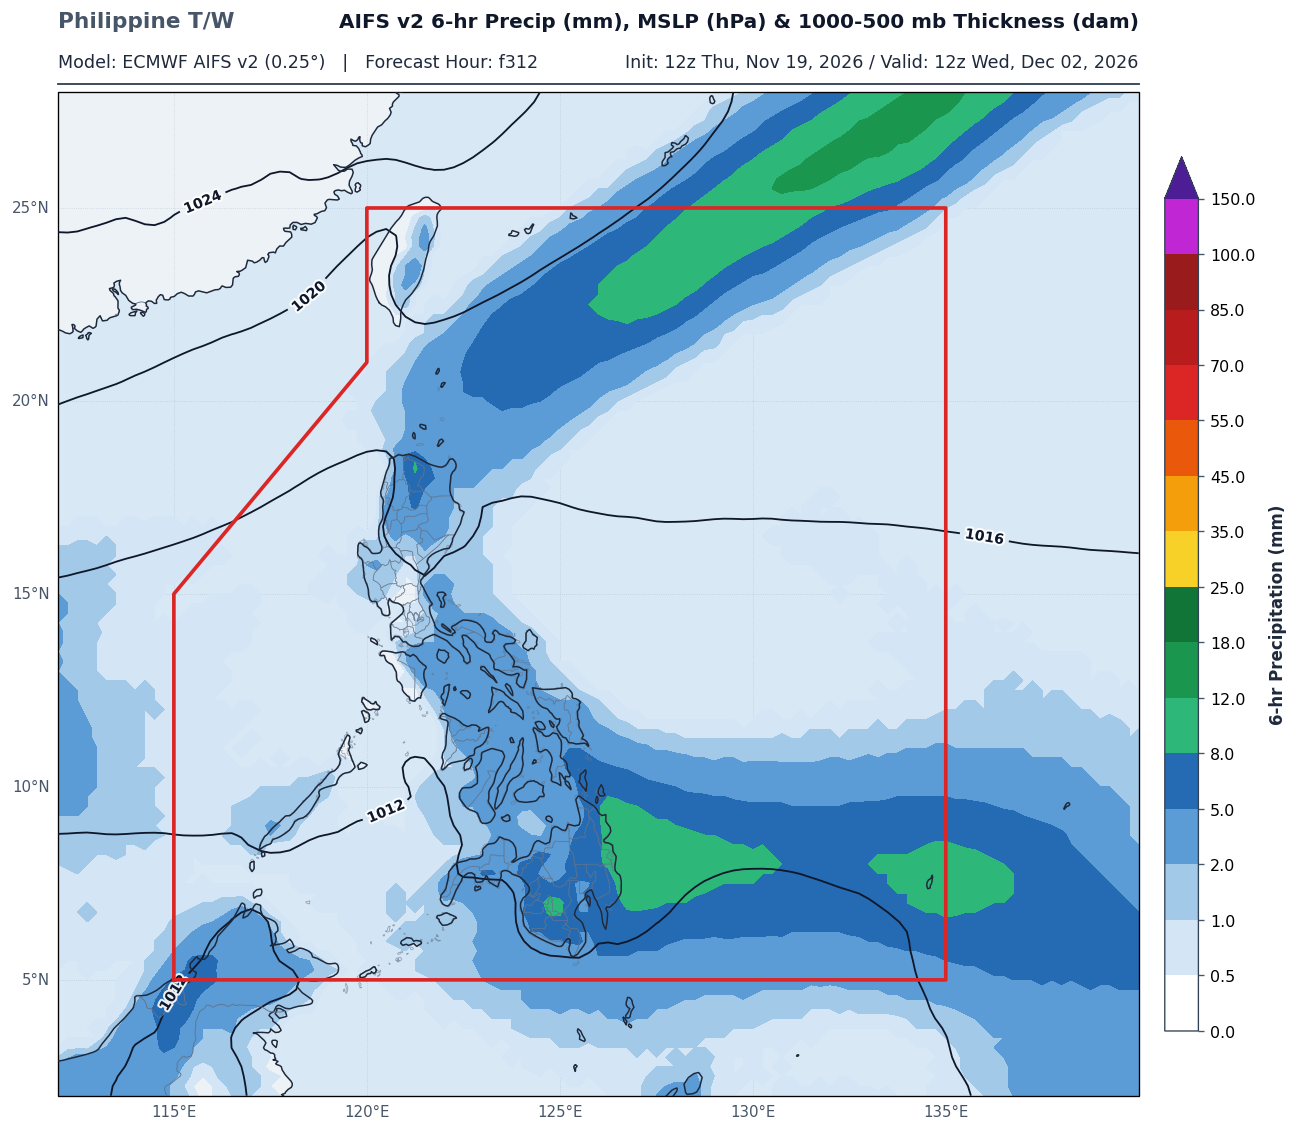 Philippine T/W
AIFS v2 6-hr Precip (mm), MSLP (hPa) & 1000-500 mb Thickness (dam)
Model: ECMWF AIFS v2 (0.25°) | Forecast Hour: f312
Init: 12z Thu, Nov 19, 2026 / Valid: 12z Wed, Dec 02, 2026
25°N
20°N
15°N
10°N
5°N
115°E
120°E
125°E
130°E
135°E
1024
1020
1016
1012
1012
150.0
100.0
85.0
70.0
55.0
45.0
35.0
25.0
18.0
12.0
8.0
5.0
2.0
1.0
0.5
0.0
6-hr Precipitation (mm)